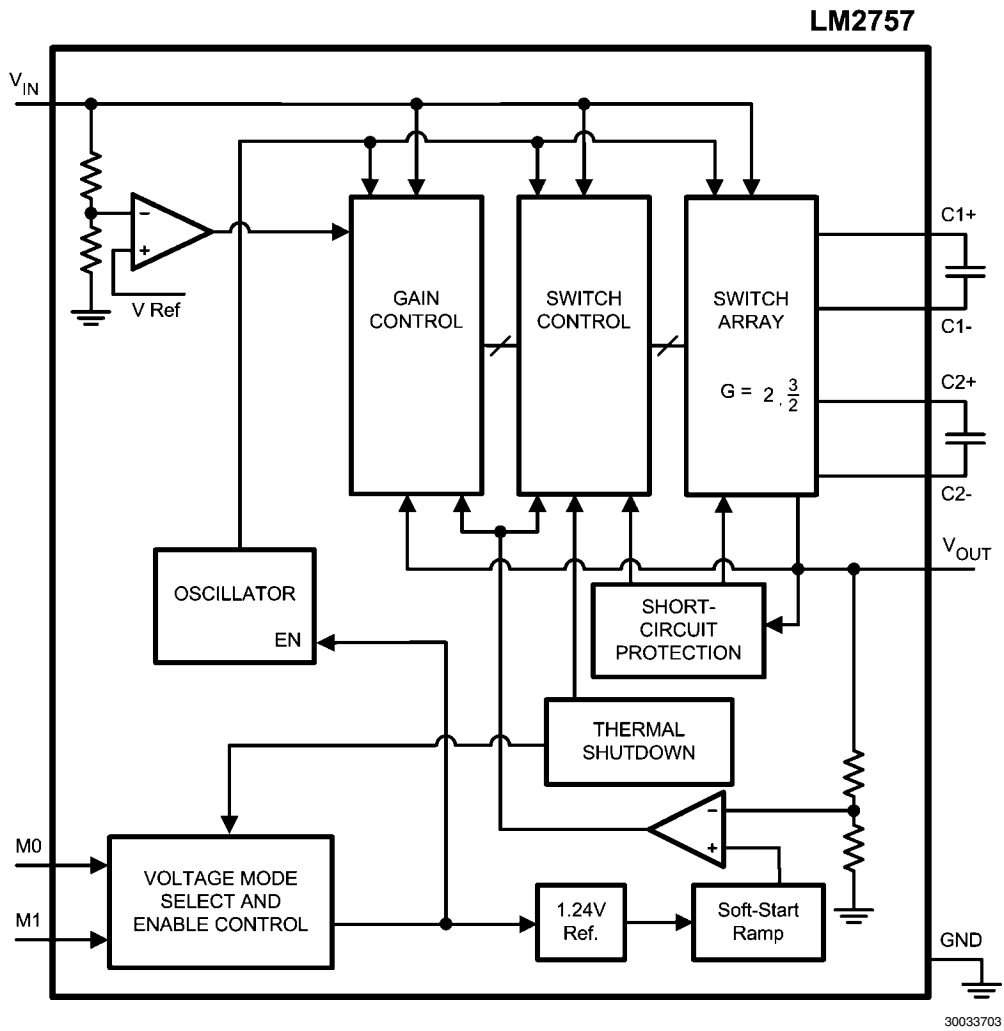 LM2757
VIN
C1+
−
+
V Ref
GAIN
CONTROL
SWITCH
CONTROL
SWITCH
ARRAY
G = 2, 3/2
C1-
C2+
C2-
VOUT
OSCILLATOR
EN
SHORT-
CIRCUIT
PROTECTION
THERMAL
SHUTDOWN
−
+
M0
M1
VOLTAGE MODE
SELECT AND
ENABLE CONTROL
1.24V
Ref.
Soft-Start
Ramp
GND
30033703